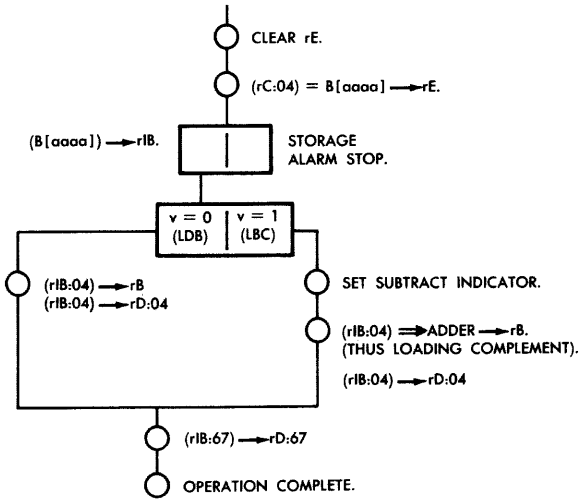 CLEAR rE.
(rC:04) = B[aaaa] → rE.
(B[aaaa]) → rIB.
STORAGE
ALARM STOP.
v = 0
(LDB)
v = 1
(LBC)
(rIB:04) → rB
(rIB:04) → rD:04
SET SUBTRACT INDICATOR.
(rIB:04) ⇒ ADDER → rB.
(THUS LOADING COMPLEMENT).
(rIB:04) → rD:04
(rIB:67) → rD:67
OPERATION COMPLETE.